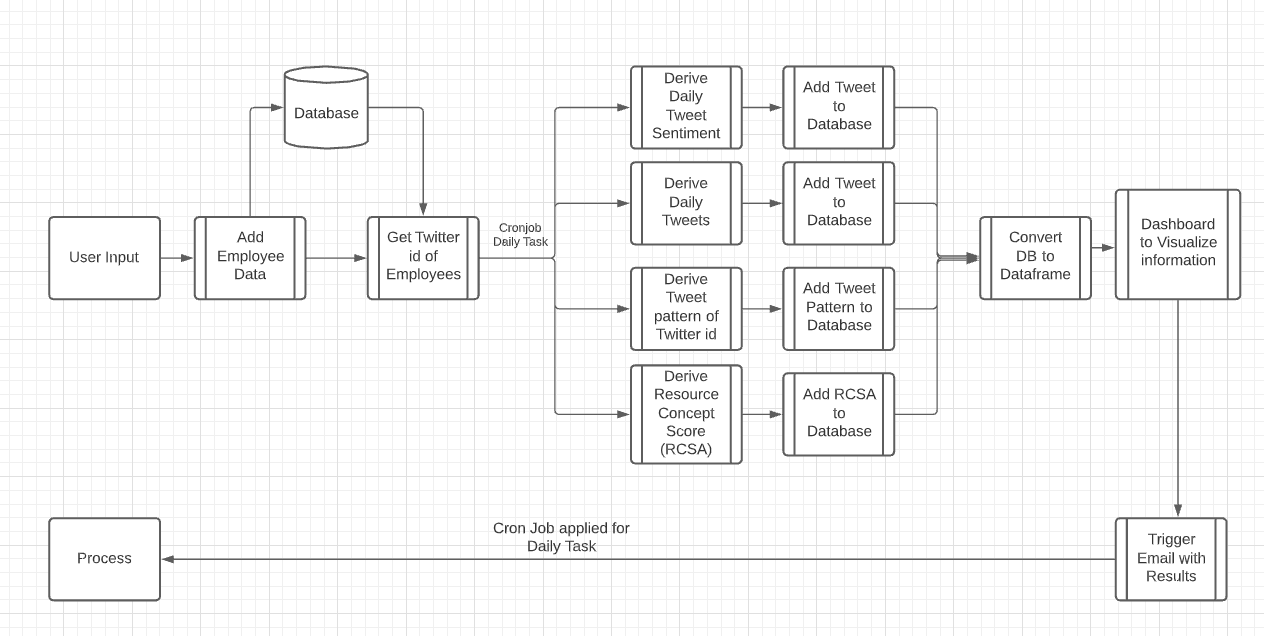 Database
User Input
Add
Employee
Data
Get Twitter
id of
Employees
Cronjob
Daily Task
Derive
Daily
Tweet
Sentiment
Add Tweet
to
Database
Derive
Daily
Tweets
Add Tweet
to
Database
Derive
Tweet
pattern of
Twitter id
Add Tweet
Pattern to
Database
Derive
Resource
Concept
Score
(RCSA)
Add RCSA
to
Database
Convert
DB to
Dataframe
Dashboard
to Visualize
information
Trigger
Email with
Results
Cron Job applied for
Daily Task
Process